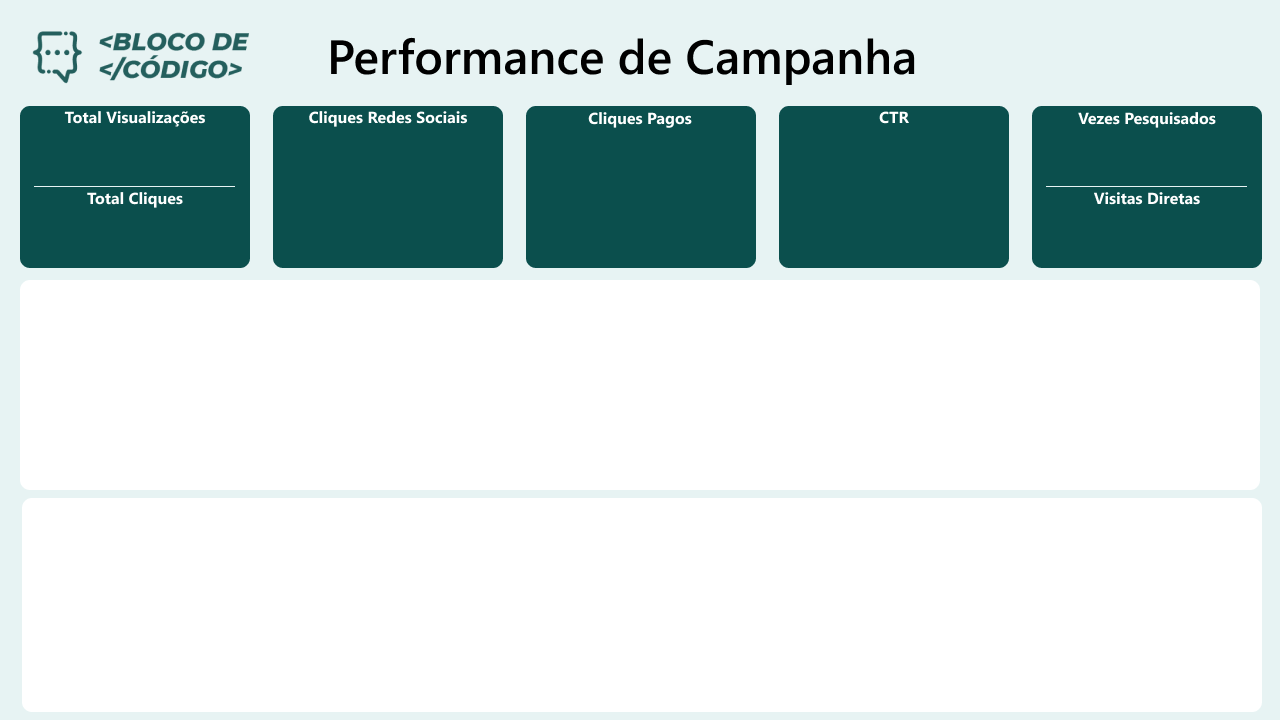 <BLOCO DE
</CÓDIGO>
Performance de Campanha
Total Visualizações
Total Cliques
Cliques Redes Sociais
Cliques Pagos
CTR
Vezes Pesquisados
Visitas Diretas